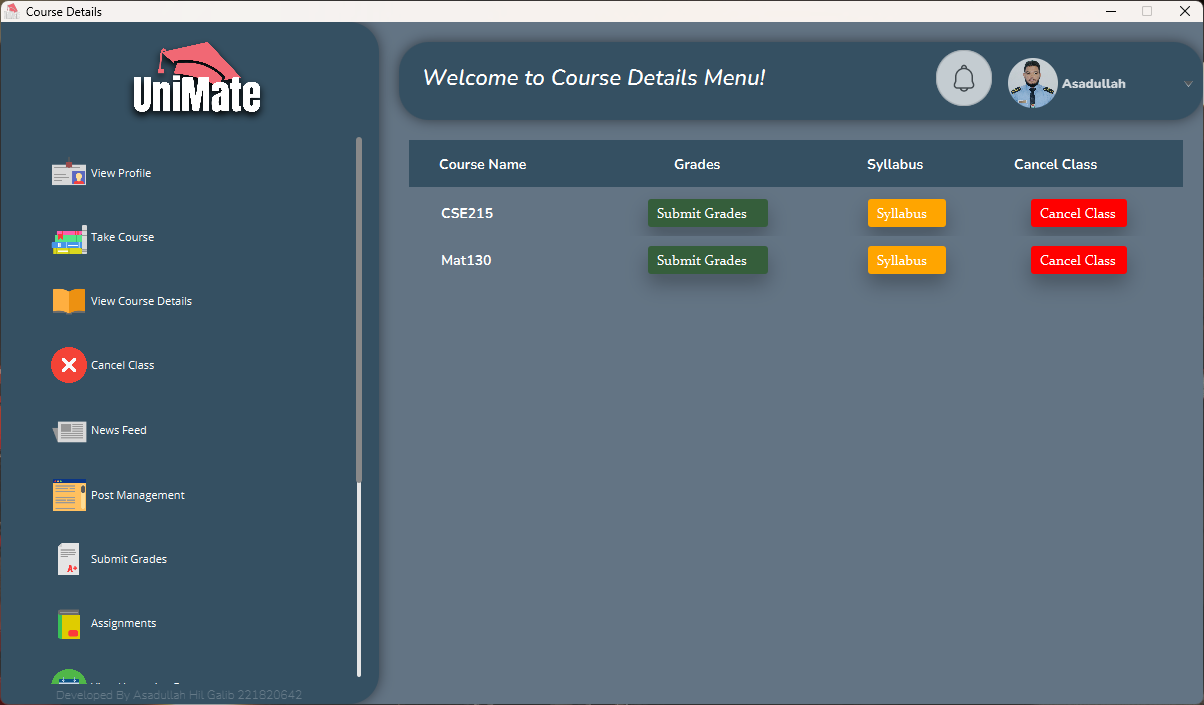 Course Details
UniMate
View Profile
Take Course
View Course Details
Cancel Class
News Feed
Post Management
Submit Grades
A+
Assignments
Developed By Asadullah Hil Galib 221820642
Welcome to Course Details Menu!
Asadullah
Course Name Grades Syllabus Cancel Class
CSE215 Submit Grades Syllabus Cancel Class
Mat130 Submit Grades Syllabus Cancel Class